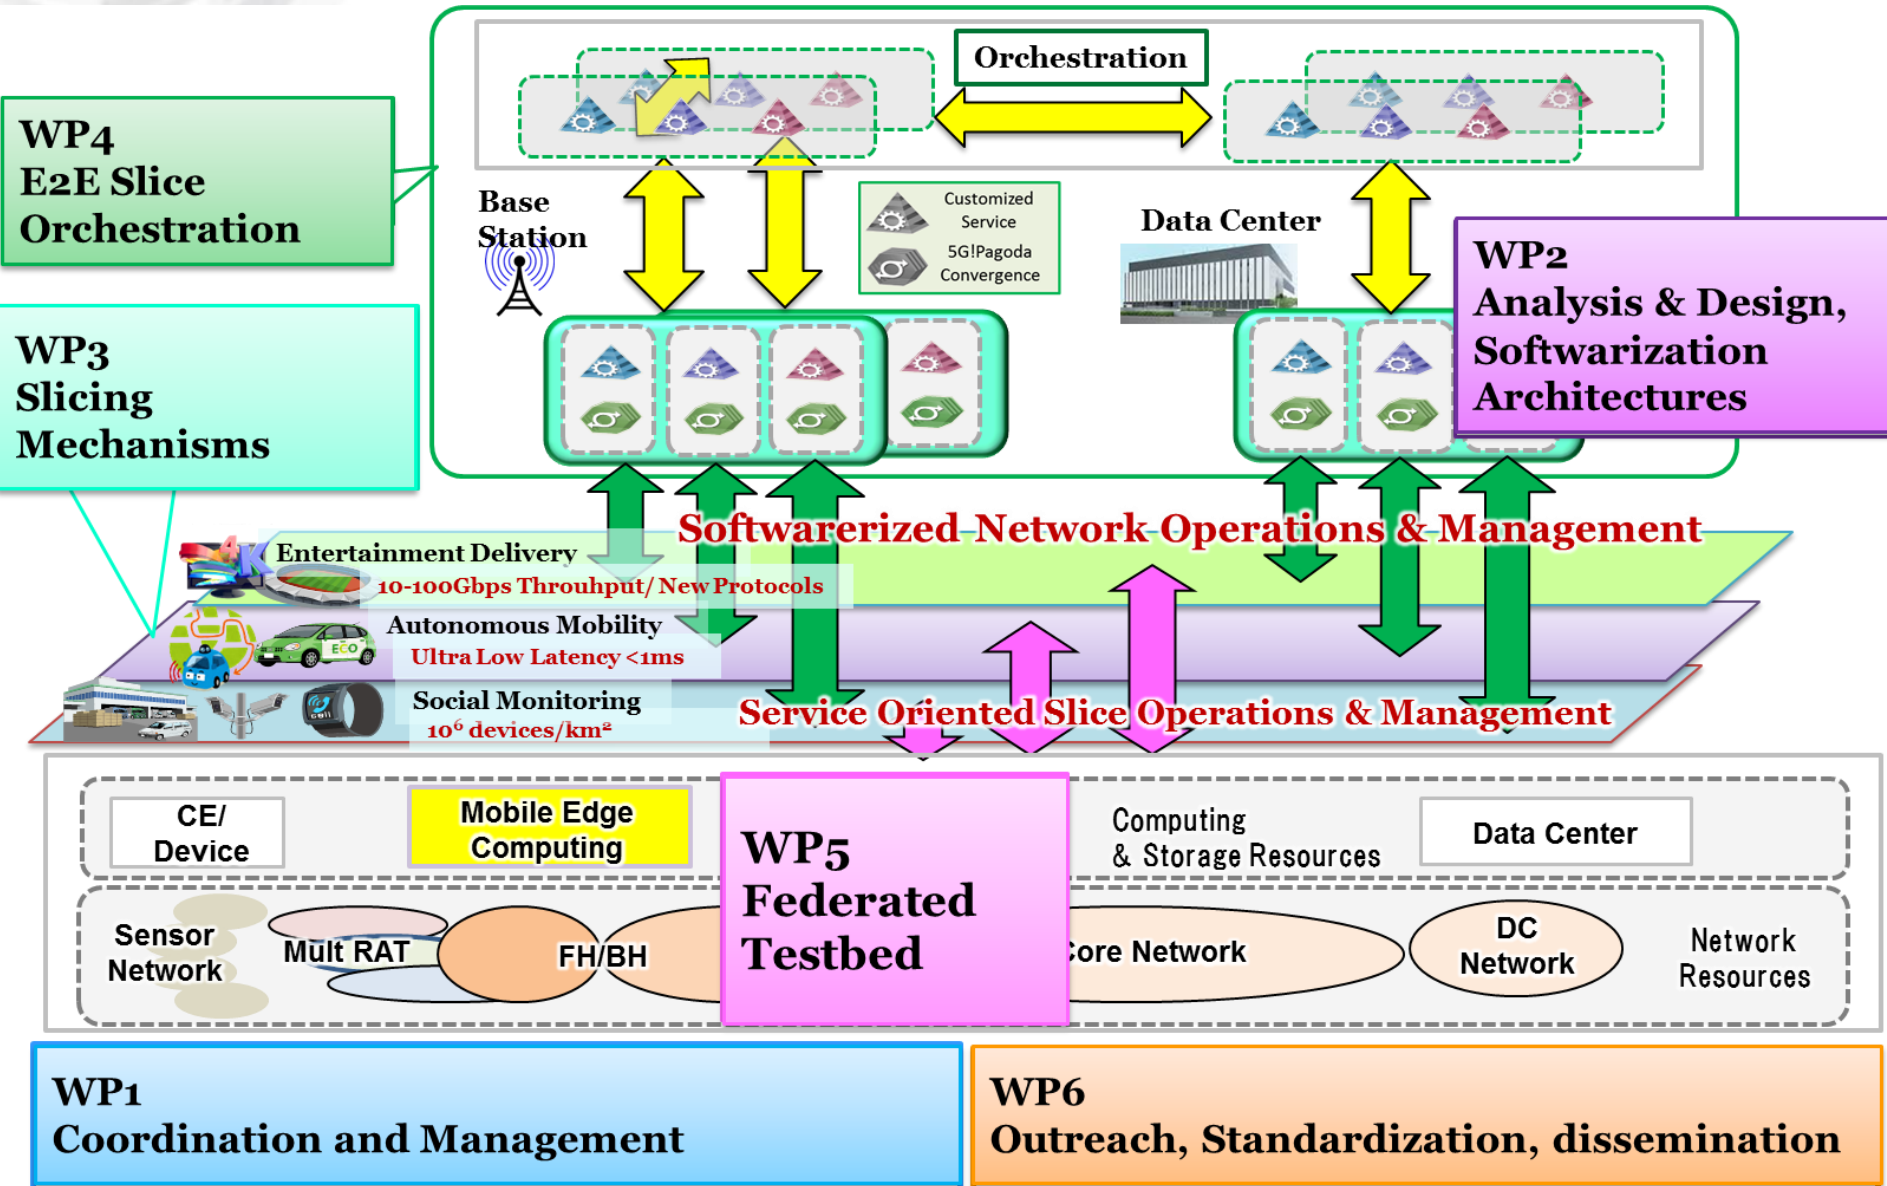 Orchestration
WP4
E2E Slice
Orchestration
Base
Station
Customized
Service
5G!Pagoda
Convergence
Data Center
WP2
Analysis & Design,
Softwarization
Architectures
WP3
Slicing
Mechanisms
Softwarerized Network Operations & Management
4K
Entertainment Delivery
10-100Gbps Throuhput/ New Protocols
Autonomous Mobility
ECO
Ultra Low Latency <1ms
Social Monitoring
10⁶ devices/km²
Service Oriented Slice Operations & Management
CE/
Device
Mobile Edge
Computing
Computing
& Storage Resources
Data Center
WP5
Federated
Testbed
Sensor
Network
Mult RAT
FH/BH
Core Network
DC
Network
Network
Resources
WP1
Coordination and Management
WP6
Outreach, Standardization, dissemination